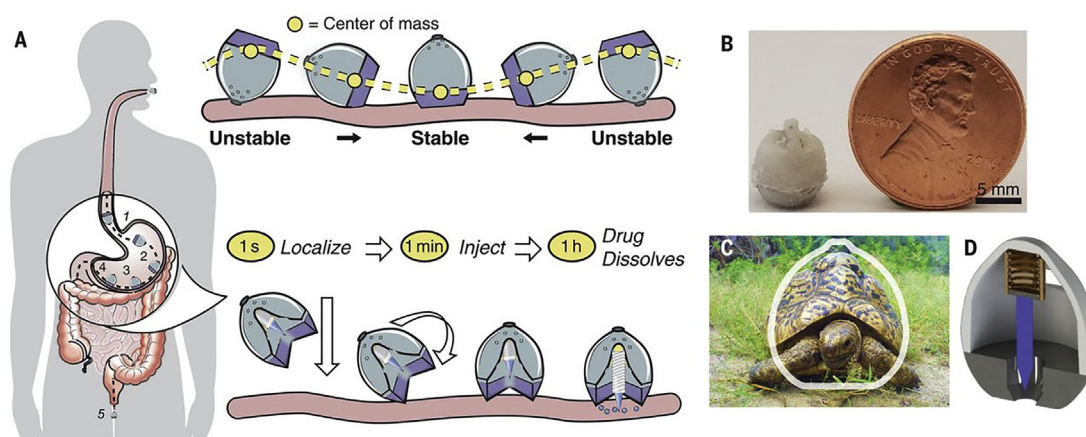 A
= Center of mass
Unstable
Stable
Unstable
1
2
3
4
5
1 s
Localize
1 min
Inject
1 h
Drug
Dissolves
B
IN GOD WE TRUST
LIBERTY
5 mm
C
D